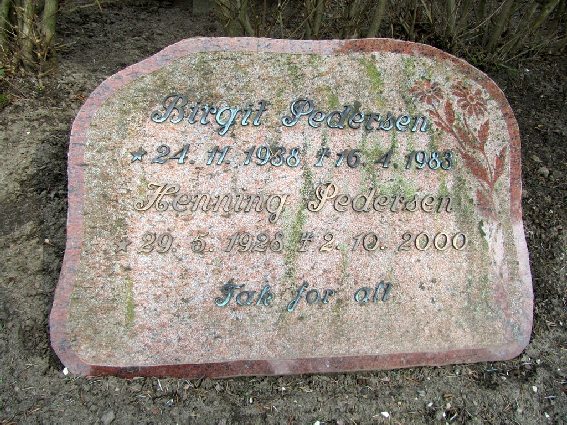 Birgit Pedersen
* 24. 11. 1938 † 16. 4. 1983
Henning Pedersen
* 29. 5. 1928 † 2. 10. 2000
Tak for alt